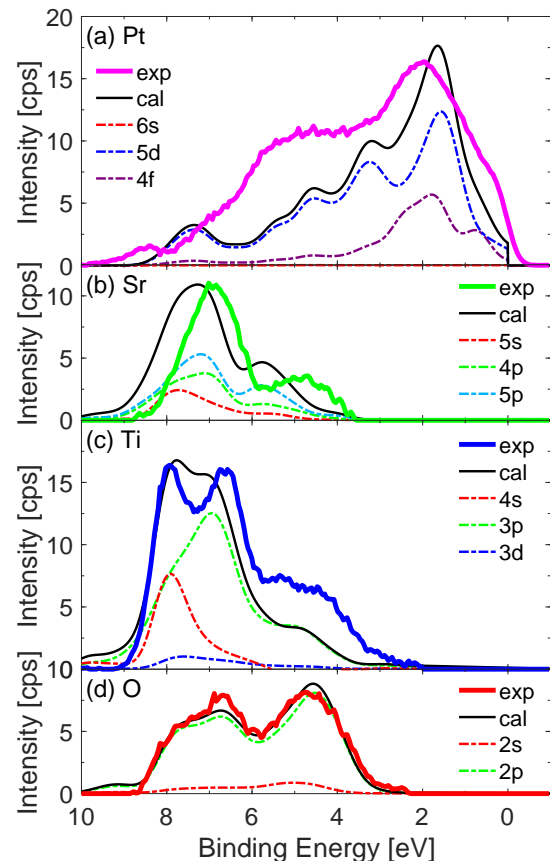 (a) Pt
exp
cal
6s
5d
4f
Intensity [cps]
20
15
10
5
0
(b) Sr
exp
cal
5s
4p
5p
Intensity [cps]
10
5
0
(c) Ti
exp
cal
4s
3p
3d
Intensity [cps]
15
10
5
10
(d) O
exp
cal
2s
2p
Intensity [cps]
5
0
10 8 6 4 2 0
Binding Energy [eV]